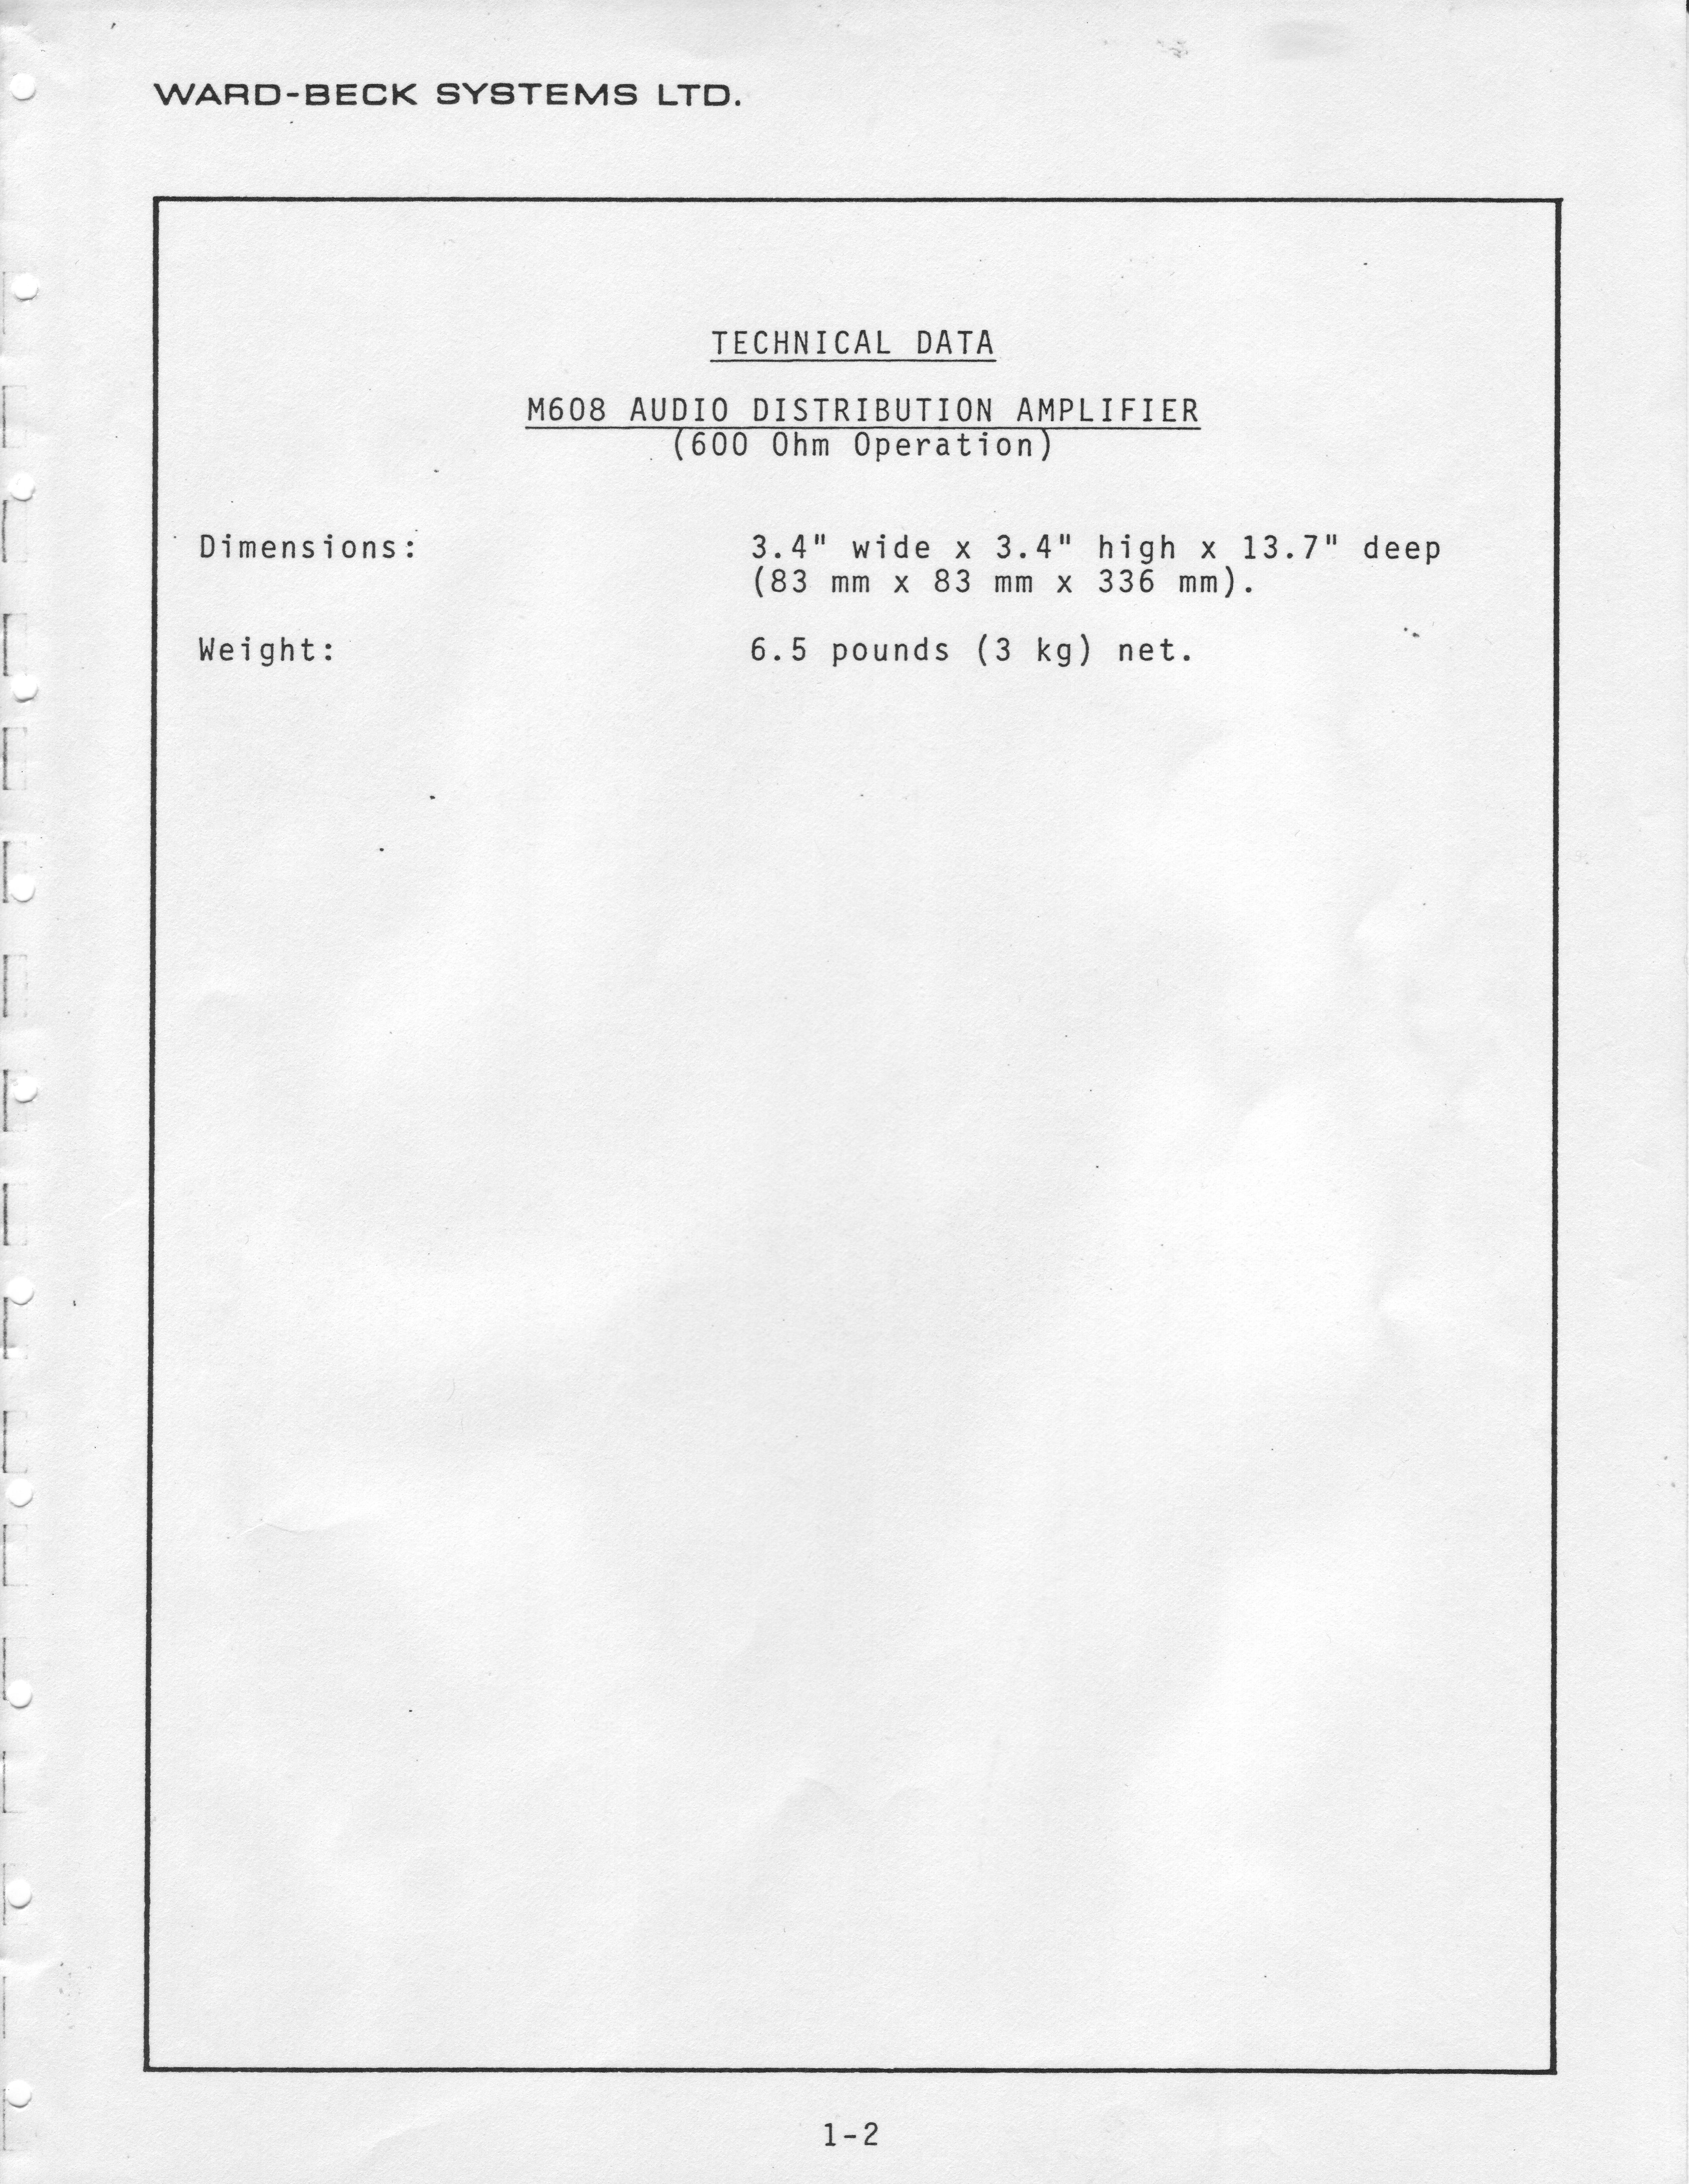 WARD-BECK SYSTEMS LTD.
TECHNICAL DATA
M608 AUDIO DISTRIBUTION AMPLIFIER
(600 Ohm Operation)
Dimensions: 3.4" wide x 3.4" high x 13.7" deep
(83 mm x 83 mm x 336 mm).
Weight: 6.5 pounds (3 kg) net.
1-2